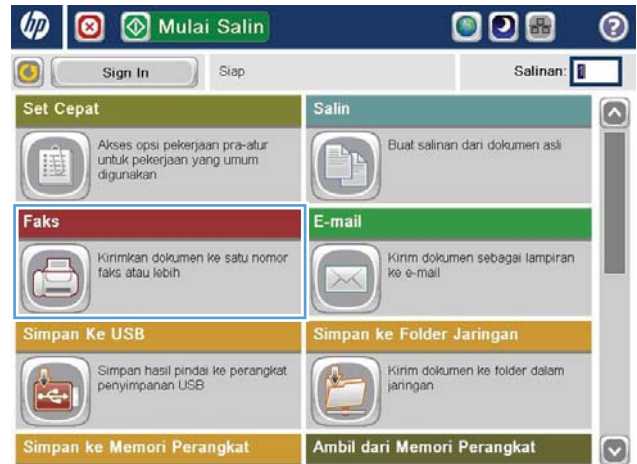 hp
Mulai Salin
?
Sign In
Siap
Salinan: 1
Set Cepat
Akses opsi pekerjaan pra-atur
untuk pekerjaan yang umum
digunakan
Salin
Buat salinan dari dokumen asli
Faks
Kirimkan dokumen ke satu nomor
faks atau lebih
E-mail
Kirim dokumen sebagai lampiran
ke e-mail
Simpan Ke USB
Simpan hasil pindai ke perangkat
penyimpanan USB
Simpan ke Folder Jaringan
Kirim dokumen ke folder dalam
jaringan
Simpan ke Memori Perangkat
Ambil dari Memori Perangkat